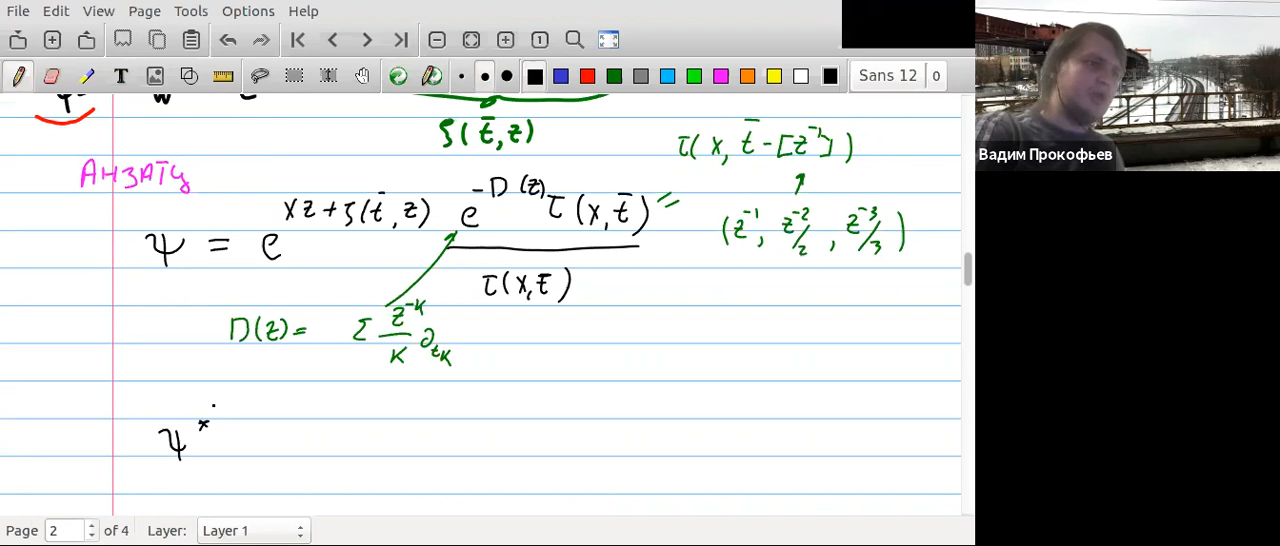 File Edit View Page Tools Options Help
Sans 12 0
ξ(t̄, z)
τ(x, t̄ - [z⁻¹])
АНЗАТЦ
(z⁻¹, z⁻²/2, z⁻³/3)
ψ = e^{xz + ξ(t̄, z)} e^{-D(z)} τ(x, t̄) / τ(x, t̄) =
D(z) = Σ z⁻ᵏ/k ∂_{t_k}
ψ*
Вадим Прокофьев
Page 2 of 4 Layer: Layer 1